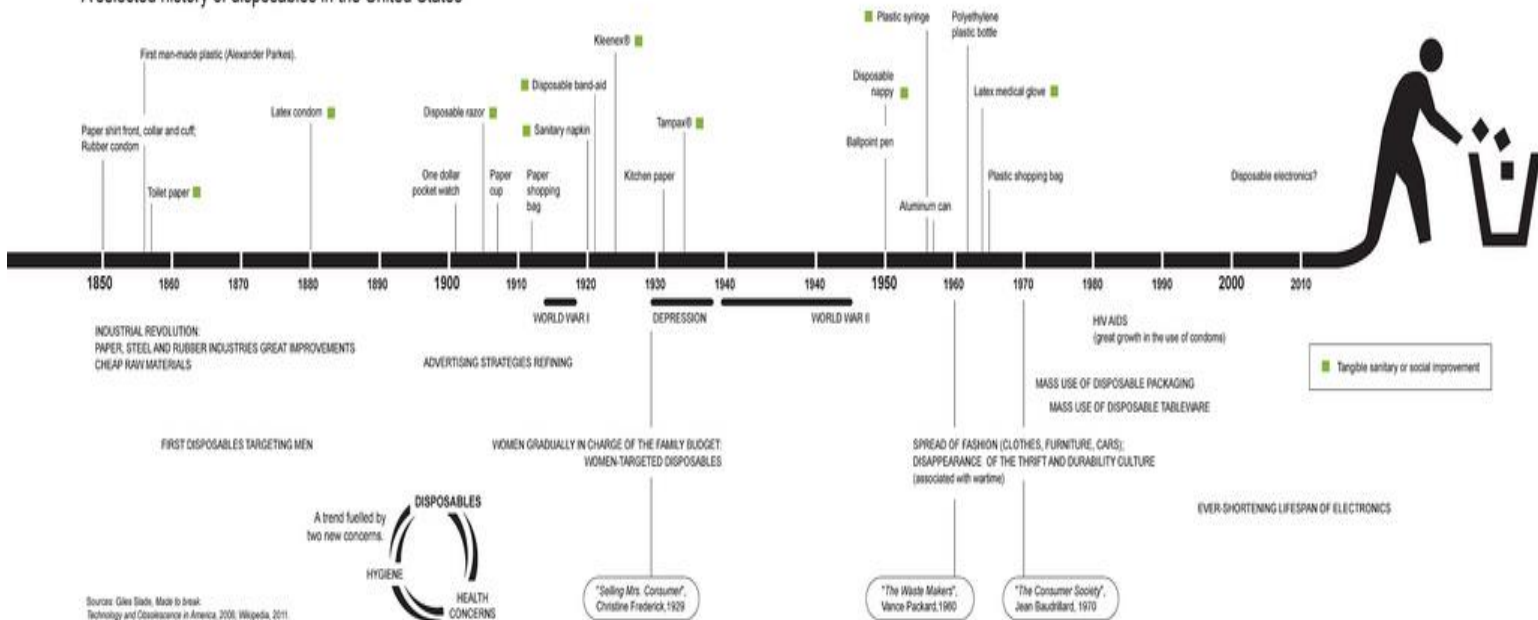 A selected history of disposables in the United States
Plastic syringe
Polyethylene
plastic bottle
Kleenex®
First man-made plastic (Alexander Parkes).
Disposable
nappy
Disposable band-aid
Latex medical glove
Latex condom
Disposable razor
Tampax®
Paper shirt front, collar and cuff;
Rubber condom
Sanitary napkin
Ballpoint pen
One dollar
pocket watch
Paper
cup
Paper
shopping
bag
Kitchen paper
Plastic shopping bag
Disposable electronics?
Toilet paper
Aluminum can
1850
1860
1870
1880
1890
1900
1910
1920
1930
1940
1940
1950
1960
1970
1980
1990
2000
2010
WORLD WAR I
DEPRESSION
WORLD WAR II
HIV AIDS
(great growth in the use of condoms)
INDUSTRIAL REVOLUTION:
PAPER, STEEL AND RUBBER INDUSTRIES GREAT IMPROVEMENTS
CHEAP RAW MATERIALS
ADVERTISING STRATEGIES REFINING
Tangible sanitary or social improvement
MASS USE OF DISPOSABLE PACKAGING
MASS USE OF DISPOSABLE TABLEWARE
FIRST DISPOSABLES TARGETING MEN
WOMEN GRADUALLY IN CHARGE OF THE FAMILY BUDGET:
WOMEN-TARGETED DISPOSABLES
SPREAD OF FASHION (CLOTHES, FURNITURE, CARS);
DISAPPEARANCE OF THE THRIFT AND DURABILITY CULTURE
(associated with wartime)
EVER-SHORTENING LIFESPAN OF ELECTRONICS
DISPOSABLES
A trend fuelled by
two new concerns.
HYGIENE
HEALTH
CONCERNS
"Selling Mrs. Consumer",
Christine Frederick,1929
"The Waste Makers",
Vance Packard,1960
"The Consumer Society",
Jean Baudrillard, 1970
Sources: Giles Slade, Made to break:
Technology and Obsolescence in America, 2006; Wikipedia, 2011.